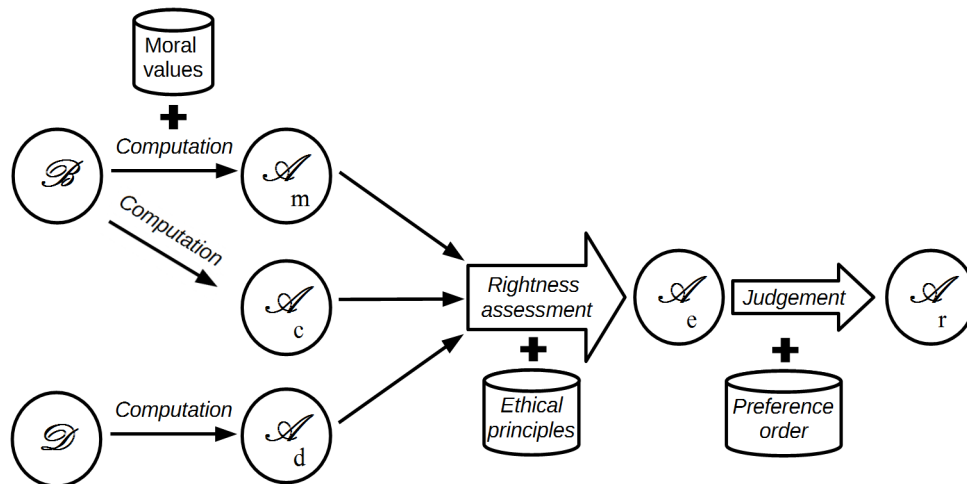 Moral
values
Computation
ℬ
𝒜
m
Computation
𝒜
c
Rightness
assessment
𝒜
e
Judgement
𝒜
r
Ethical
principles
Preference
order
𝒟
Computation
𝒜
d